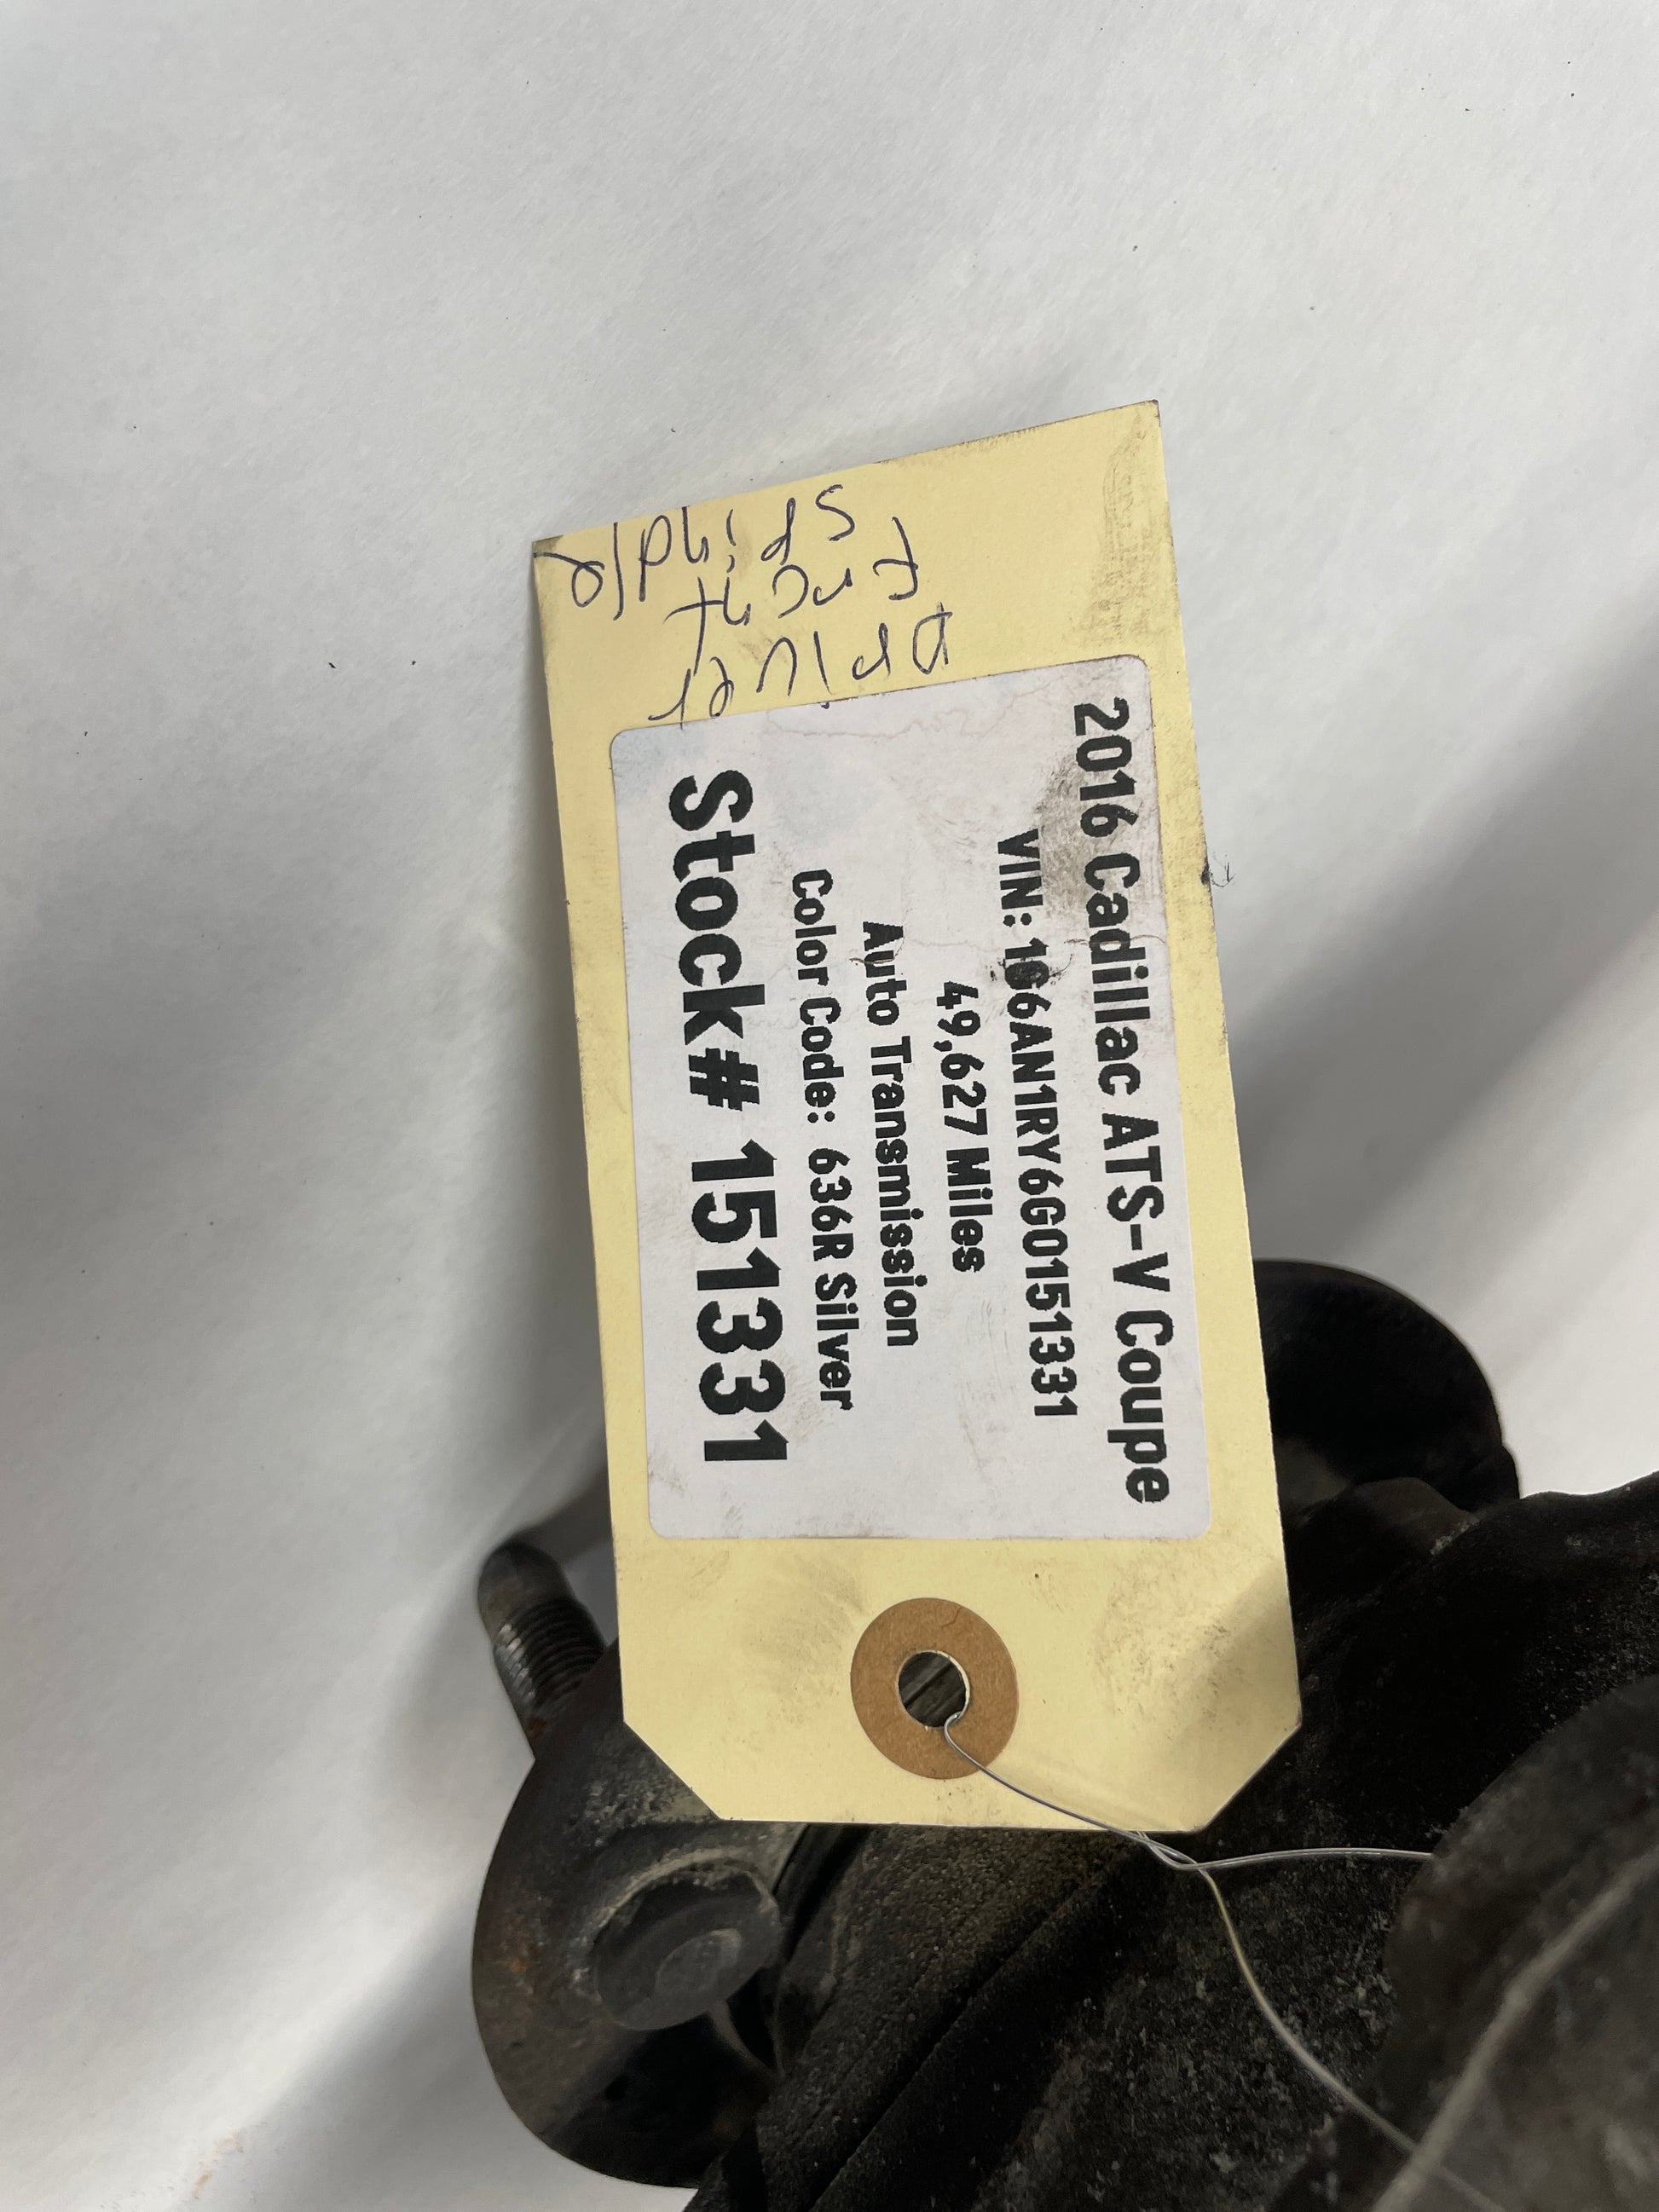 2016 Cadillac ATS-V Coupe
VIN: 1G6AN1RY6G0151331
49,627 Miles
Auto Transmission
Color Code: 636R Silver
Stock# 151331
Driver
Front
Spindle